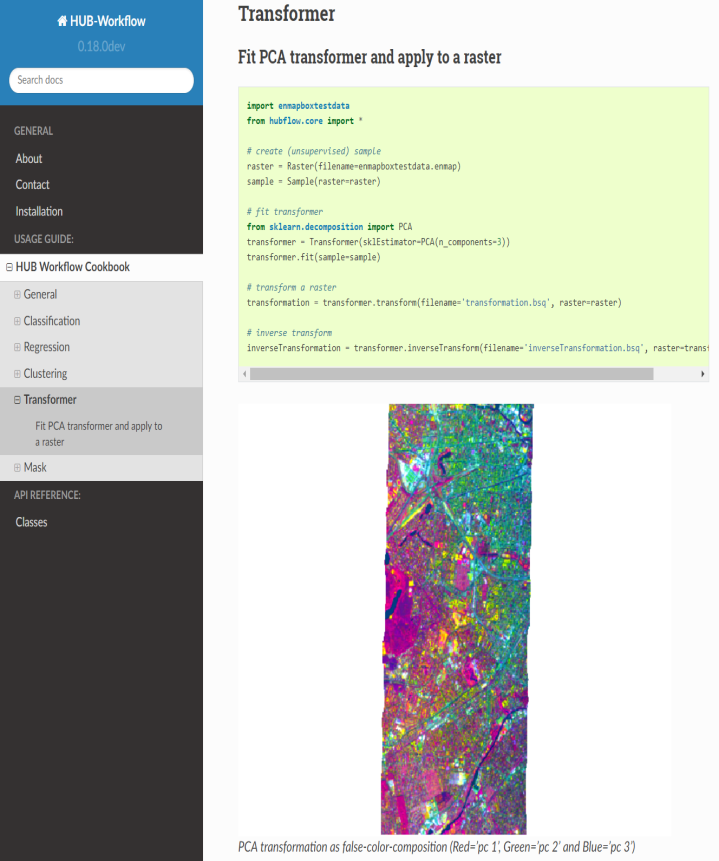 HUB-Workflow
0.18.0dev
Search docs
GENERAL
About
Contact
Installation
USAGE GUIDE:
HUB Workflow Cookbook
General
Classification
Regression
Clustering
Transformer
Fit PCA transformer and apply to
a raster
Mask
API REFERENCE:
Classes
Transformer
Fit PCA transformer and apply to a raster
import enmapboxtestdata
from hubflow.core import *
# create (unsupervised) sample
raster = Raster(filename=enmapboxtestdata.enmap)
sample = Sample(raster=raster)
# fit transformer
from sklearn.decomposition import PCA
transformer = Transformer(sklEstimator=PCA(n_components=3))
transformer.fit(sample=sample)
# transform a raster
transformation = transformer.transform(filename='transformation.bsq', raster=raster)
# inverse transform
inverseTransformation = transformer.inverseTransform(filename='inverseTransformation.bsq', raster=trans
PCA transformation as false-color-composition (Red='pc 1', Green='pc 2' and Blue='pc 3')